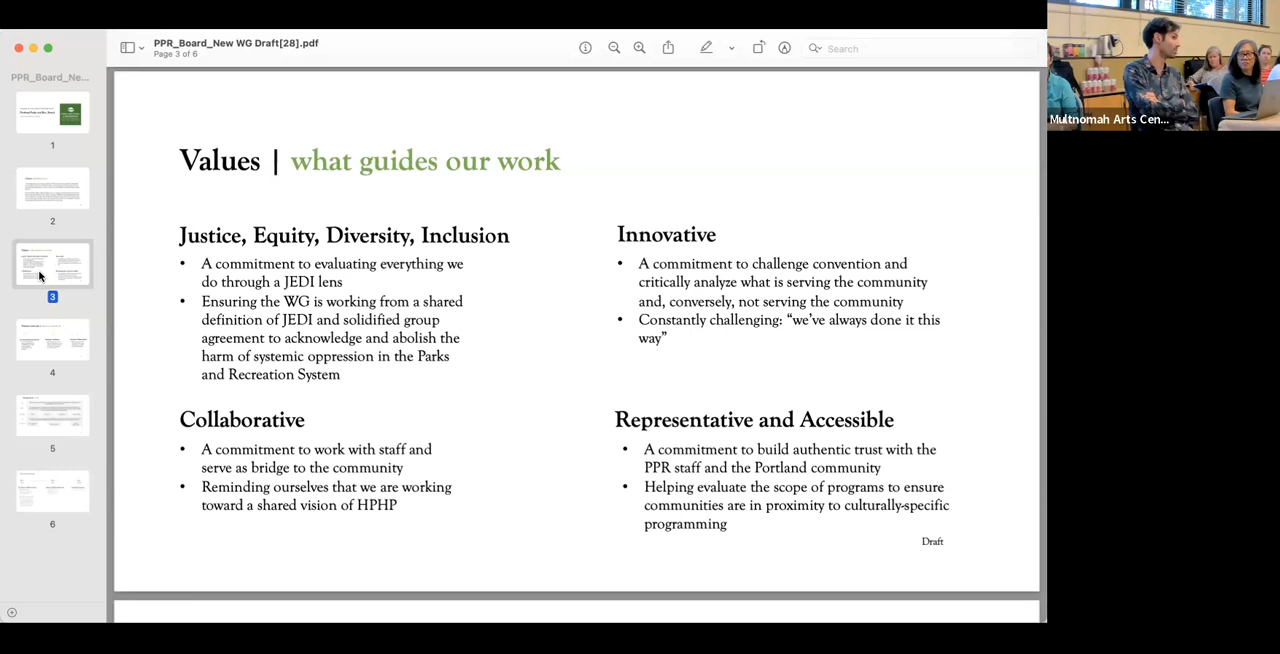 PPR_Board_New WG Draft[28].pdf
Page 3 of 6
Search
PPR_Board_Ne...
1
2
3
4
5
6
Values | what guides our work
Justice, Equity, Diversity, Inclusion
• A commitment to evaluating everything we
do through a JEDI lens
• Ensuring the WG is working from a shared
definition of JEDI and solidified group
agreement to acknowledge and abolish the
harm of systemic oppression in the Parks
and Recreation System
Innovative
• A commitment to challenge convention and
critically analyze what is serving the community
and, conversely, not serving the community
• Constantly challenging: “we’ve always done it this
way”
Collaborative
• A commitment to work with staff and
serve as bridge to the community
• Reminding ourselves that we are working
toward a shared vision of HPHP
Representative and Accessible
• A commitment to build authentic trust with the
PPR staff and the Portland community
• Helping evaluate the scope of programs to ensure
communities are in proximity to culturally-specific
programming
Draft
Multnomah Arts Cen...